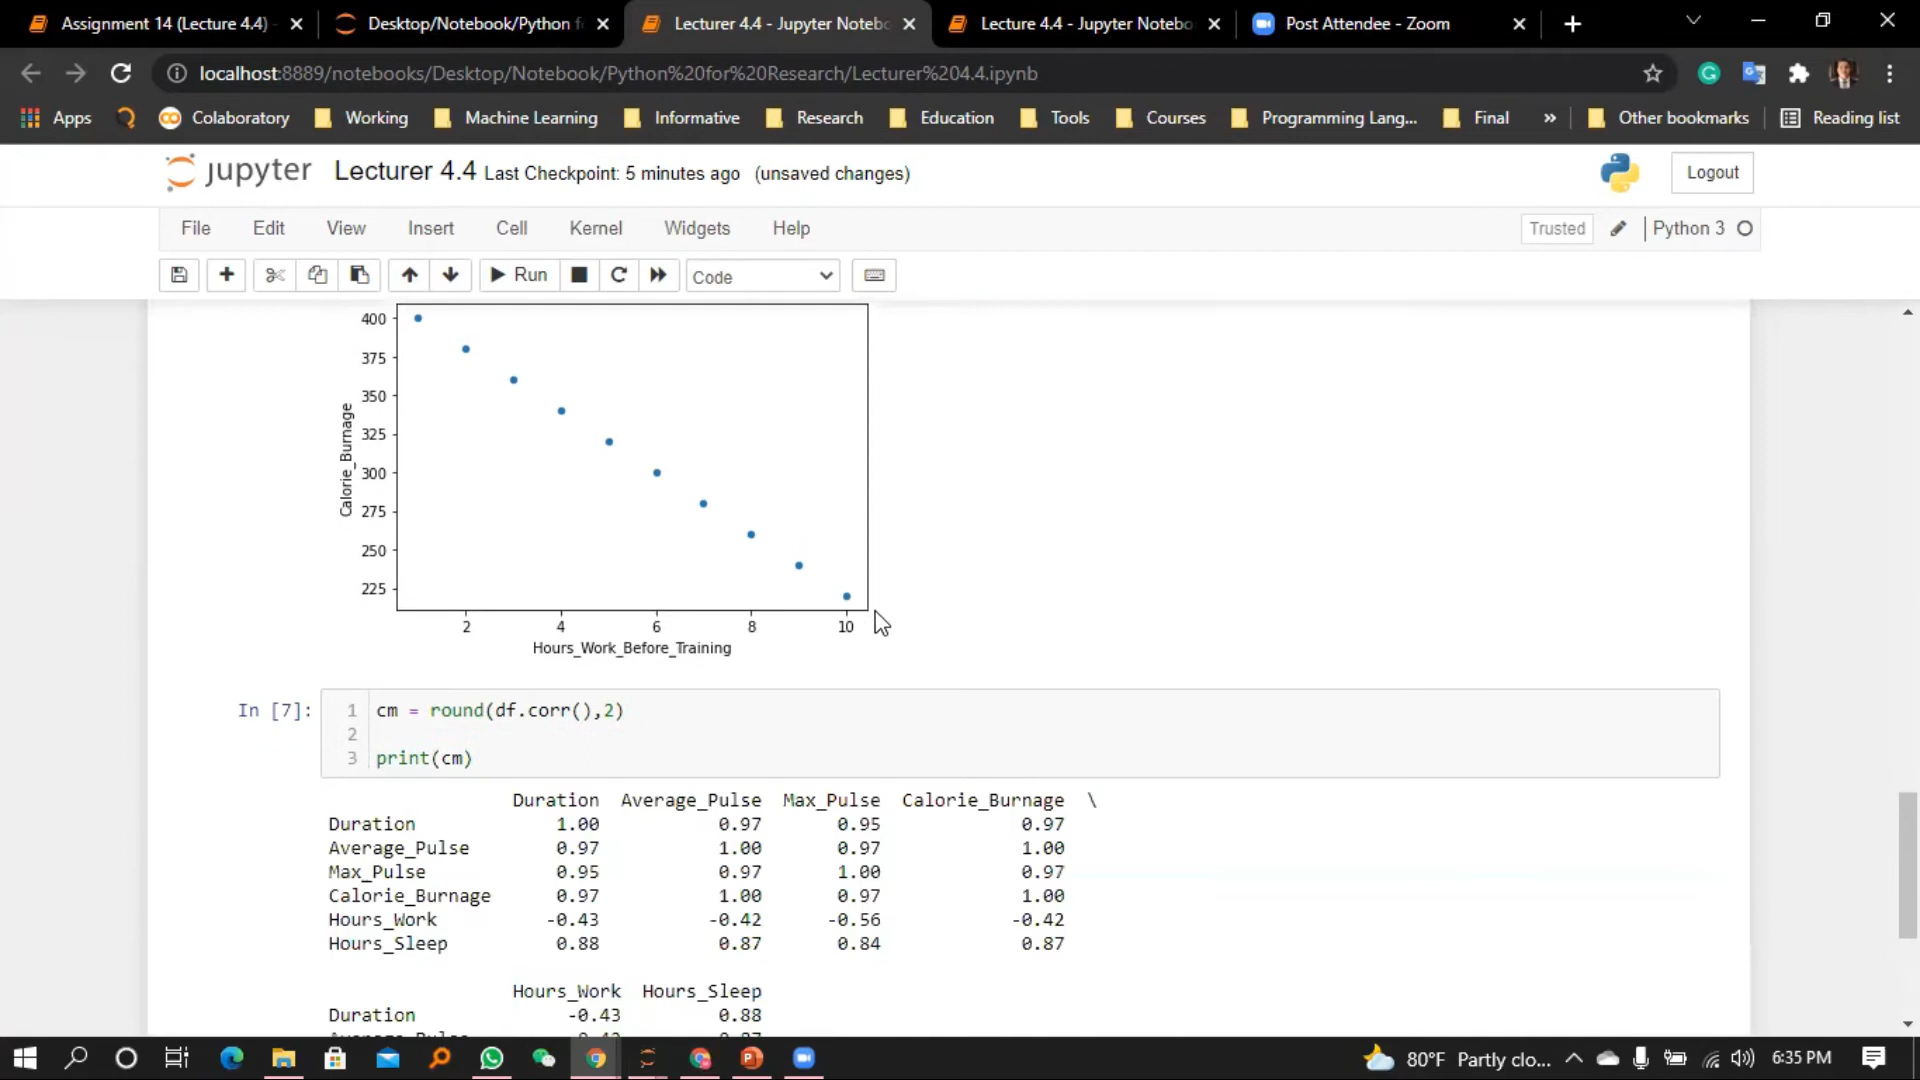 Assignment 14 (Lecture 4.4) -
Desktop/Notebook/Python f
Lecturer 4.4 - Jupyter Notebo
Lecture 4.4 - Jupyter Notebo
Post Attendee - Zoom
localhost:8889/notebooks/Desktop/Notebook/Python%20for%20Research/Lecturer%204.4.ipynb
Apps Colaboratory Working Machine Learning Informative Research Education Tools Courses Programming Lang... Final » Other bookmarks Reading list
jupyter Lecturer 4.4 Last Checkpoint: 5 minutes ago (unsaved changes) Logout
File Edit View Insert Cell Kernel Widgets Help Trusted Python 3
Run Code
400
375
350
325
300
275
250
225
Calorie_Burnage
2 4 6 8 10
Hours_Work_Before_Training
In [7]:
1 cm = round(df.corr(),2)
2
3 print(cm)
Duration Average_Pulse Max_Pulse Calorie_Burnage \
Duration 1.00 0.97 0.95 0.97
Average_Pulse 0.97 1.00 0.97 1.00
Max_Pulse 0.95 0.97 1.00 0.97
Calorie_Burnage 0.97 1.00 0.97 1.00
Hours_Work -0.43 -0.42 -0.56 -0.42
Hours_Sleep 0.88 0.87 0.84 0.87
Hours_Work Hours_Sleep
Duration -0.43 0.88
80°F Partly clo... 6:35 PM